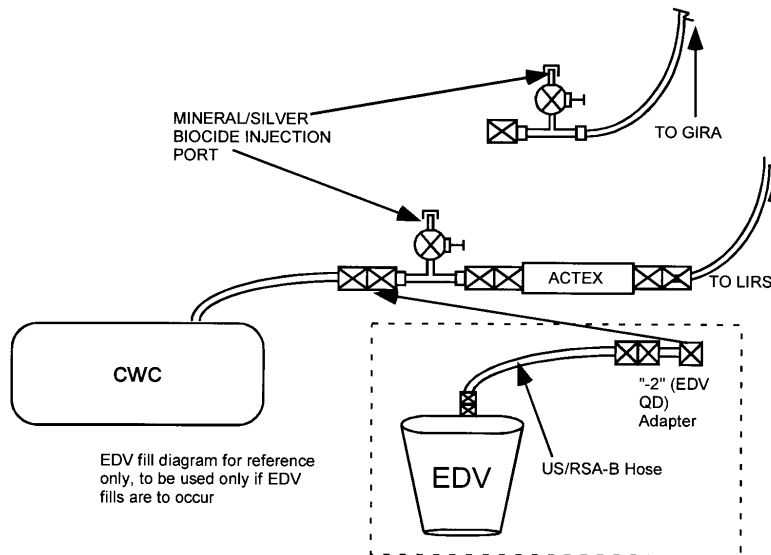 MINERAL/SILVER
BIOCIDE INJECTION
PORT
TO GIRA
ACTEX
TO LIRS
CWC
"-2" (EDV
QD)
Adapter
US/RSA-B Hose
EDV
EDV fill diagram for reference
only, to be used only if EDV
fills are to occur